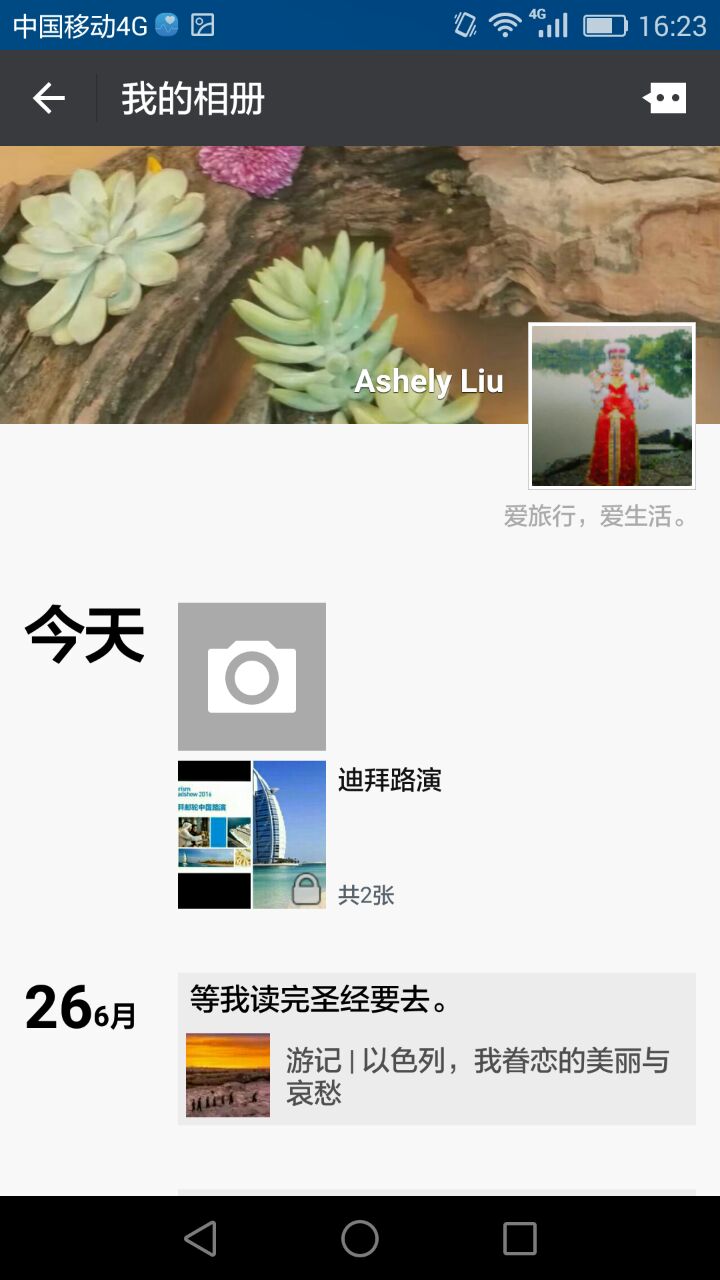 中国移动4G
4G
16:23
我的相册
Ashely Liu
爱旅行，爱生活。
今天
迪拜路演
共2张
26 6月
等我读完圣经要去。
游记 | 以色列，我眷恋的美丽与
哀愁